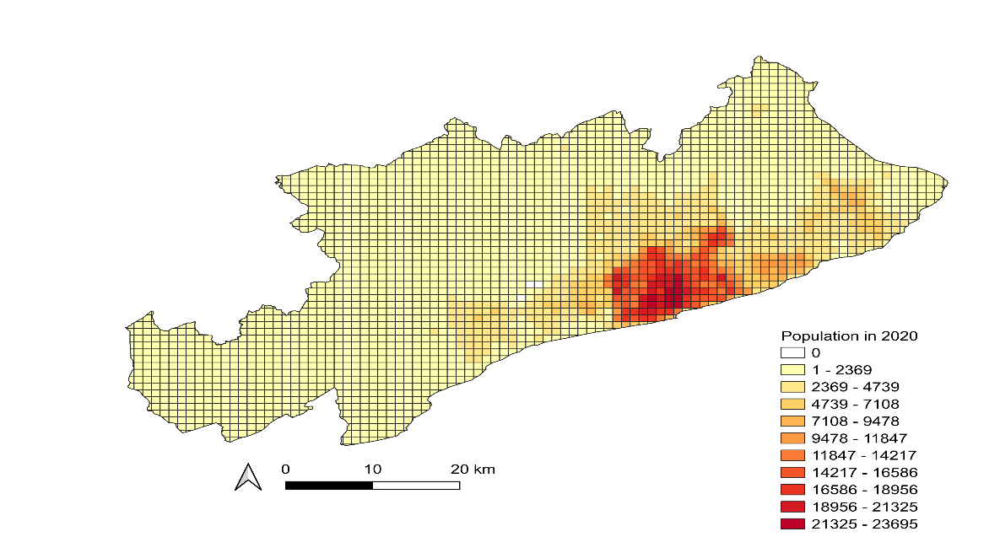 Population in 2020
0
1 - 2369
2369 - 4739
4739 - 7108
7108 - 9478
9478 - 11847
11847 - 14217
14217 - 16586
16586 - 18956
18956 - 21325
21325 - 23695
0 10 20 km